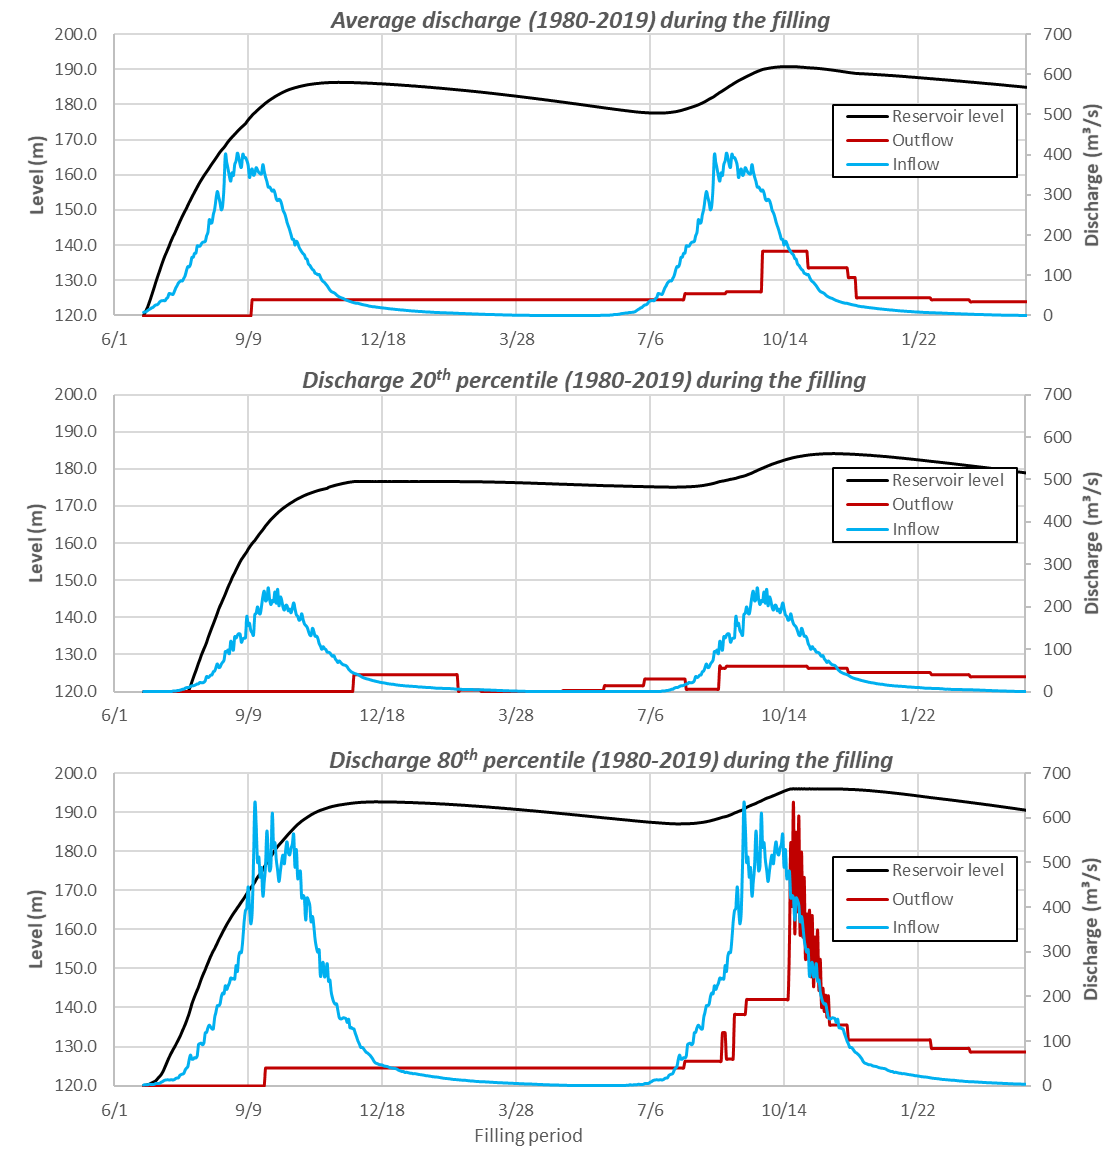 Average discharge (1980-2019) during the filling
200.0
190.0
180.0
170.0
160.0
150.0
140.0
130.0
120.0
Level (m)
700
600
500
400
300
200
100
0
Discharge (m³/s)
Reservoir level
Outflow
Inflow
6/1 9/9 12/18 3/28 7/6 10/14 1/22
Discharge 20th percentile (1980-2019) during the filling
200.0
190.0
180.0
170.0
160.0
150.0
140.0
130.0
120.0
Level (m)
700
600
500
400
300
200
100
0
Discharge (m³/s)
Reservoir level
Outflow
Inflow
6/1 9/9 12/18 3/28 7/6 10/14 1/22
Discharge 80th percentile (1980-2019) during the filling
200.0
190.0
180.0
170.0
160.0
150.0
140.0
130.0
120.0
Level (m)
700
600
500
400
300
200
100
0
Discharge (m³/s)
Reservoir level
Outflow
Inflow
6/1 9/9 12/18 3/28 7/6 10/14 1/22
Filling period